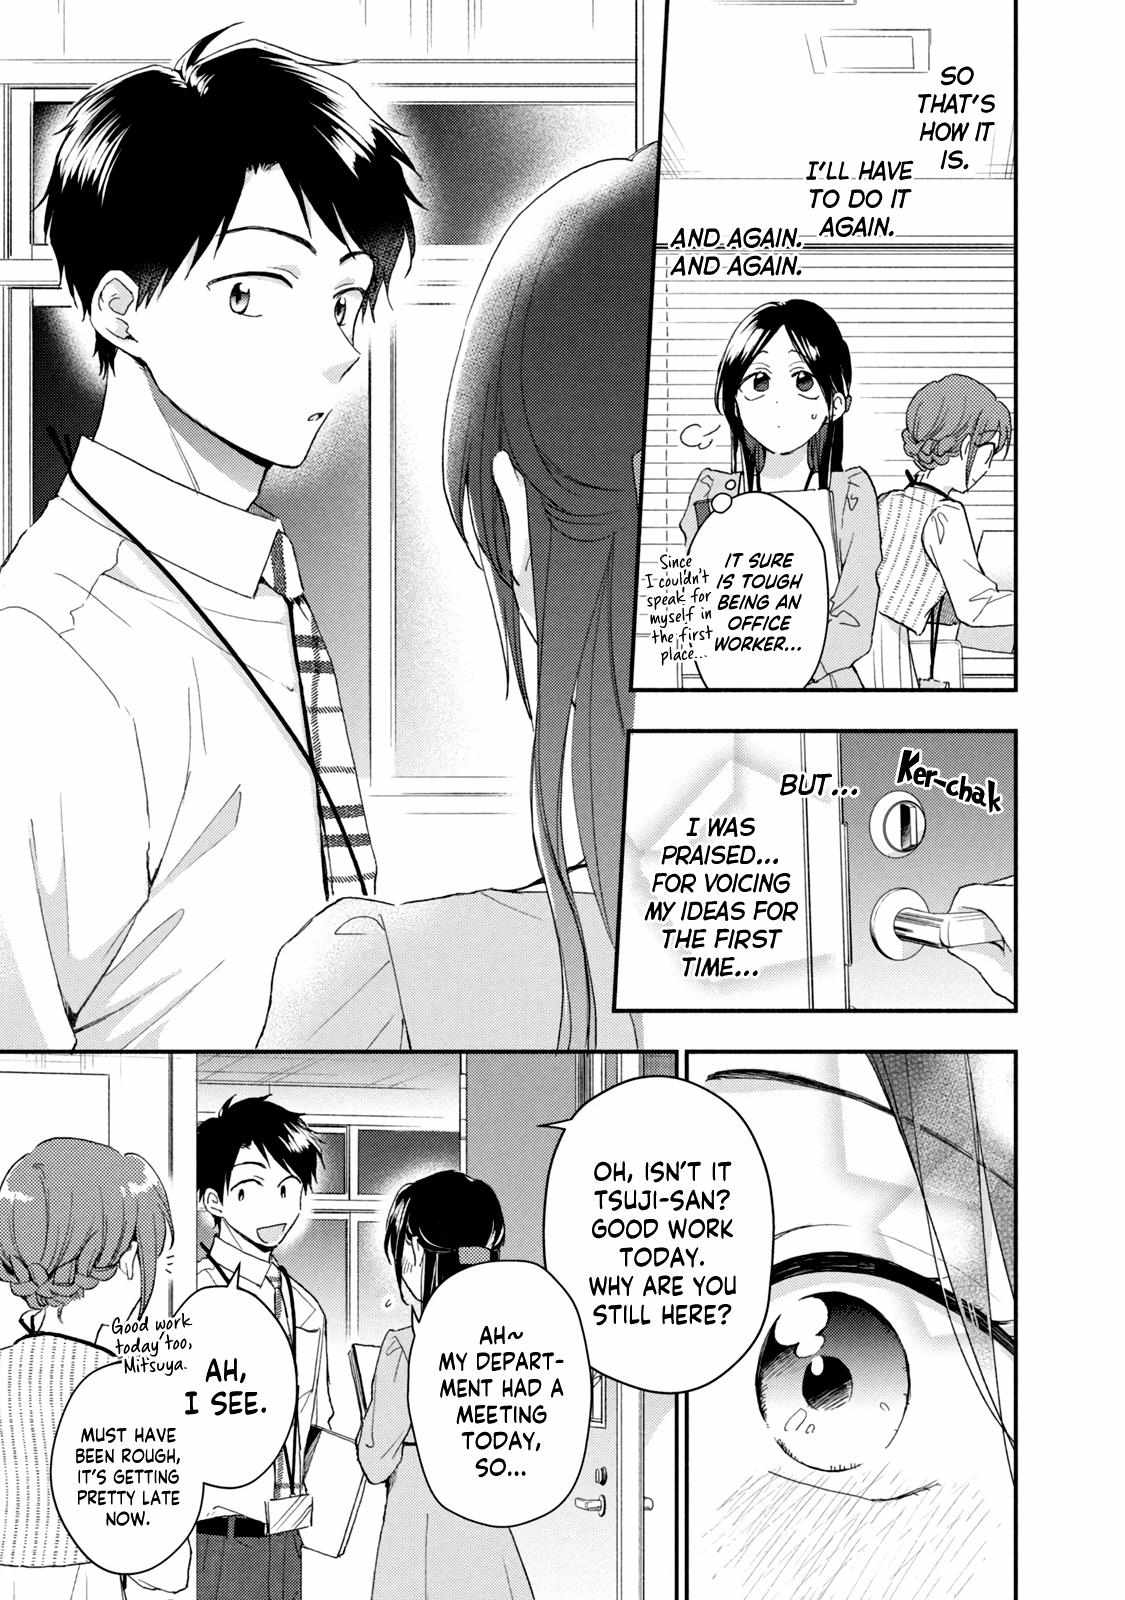 SO
THAT'S
HOW IT
IS.
I'LL HAVE
TO DO IT
AGAIN.
AND AGAIN.
AND AGAIN.
IT SURE
IS TOUGH
BEING AN
OFFICE
WORKER...
Since
I couldn't
speak for
myself in
the first
place...
Ker-chak
BUT...
I WAS
PRAISED...
FOR VOICING
MY IDEAS FOR
THE FIRST
TIME...
OH, ISN'T IT
TSUJI-SAN?
GOOD WORK
TODAY.
WHY ARE YOU
STILL HERE?
AH~
MY DEPART-
MENT HAD A
MEETING
TODAY,
SO...
AH,
I SEE.
MUST HAVE
BEEN ROUGH,
IT'S GETTING
PRETTY LATE
NOW.
Good work
today too,
Mitsuya.